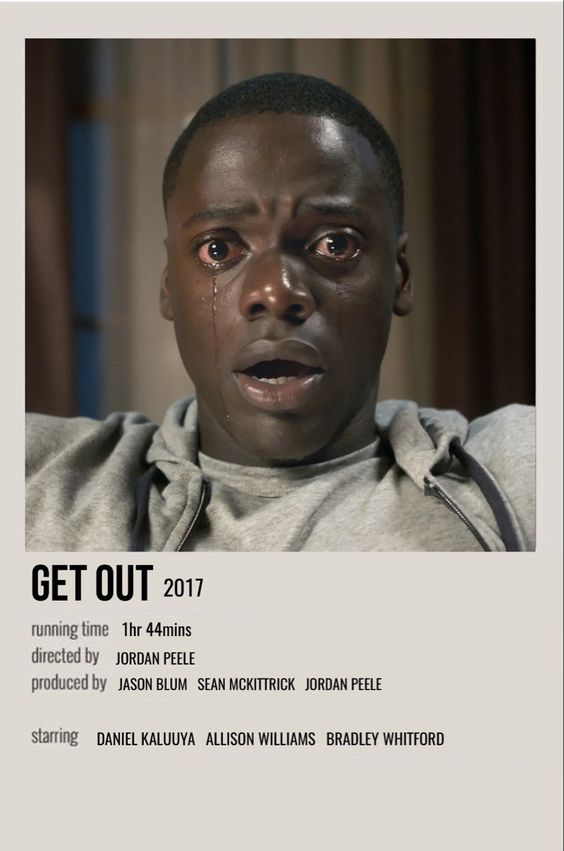 GET OUT 2017
running time 1hr 44mins
directed by JORDAN PEELE
produced by JASON BLUM SEAN MCKITTRICK JORDAN PEELE
starring DANIEL KALUUYA ALLISON WILLIAMS BRADLEY WHITFORD